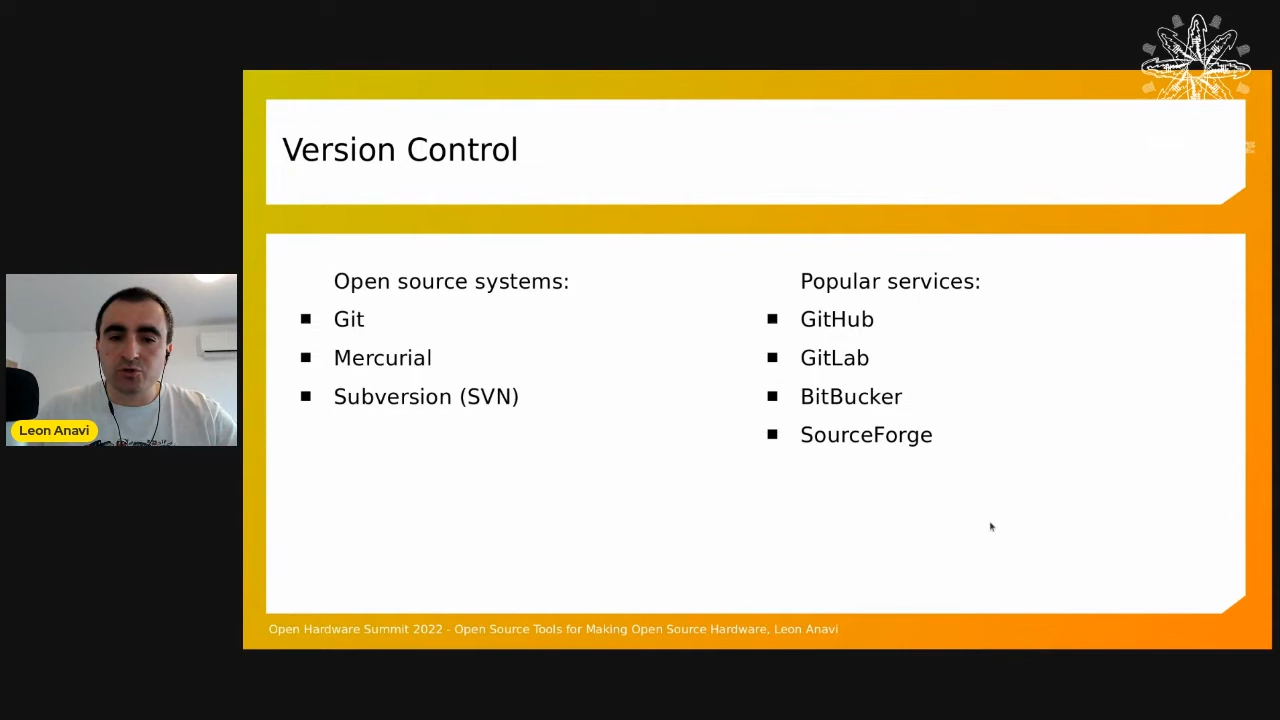 Version Control
Open source systems:
Git
Mercurial
Subversion (SVN)
Popular services:
GitHub
GitLab
BitBucker
SourceForge
Leon Anavi
Open Hardware Summit 2022 - Open Source Tools for Making Open Source Hardware, Leon Anavi